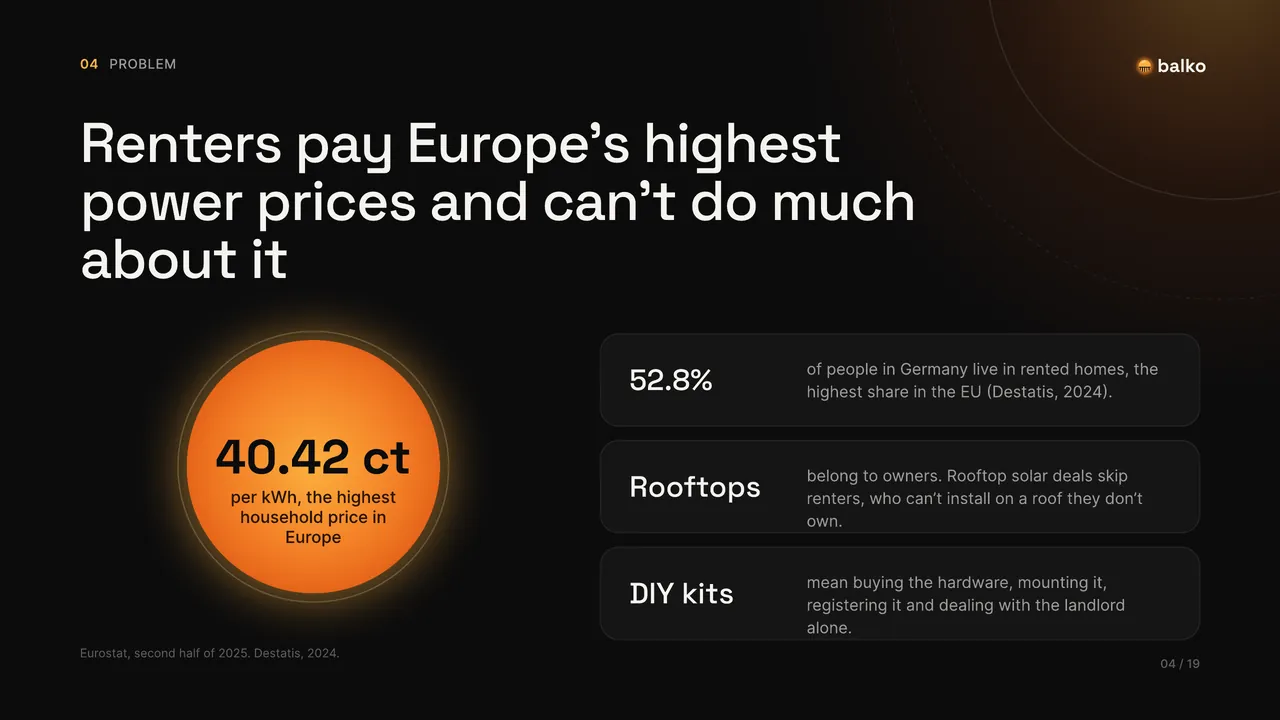 04 PROBLEM
balko
Renters pay Europe’s highest
power prices and can’t do much
about it
40.42 ct
per kWh, the highest
household price in
Europe
52.8%
of people in Germany live in rented homes, the
highest share in the EU (Destatis, 2024).
Rooftops
belong to owners. Rooftop solar deals skip
renters, who can’t install on a roof they don’t
own.
DIY kits
mean buying the hardware, mounting it,
registering it and dealing with the landlord
alone.
Eurostat, second half of 2025. Destatis, 2024.
04 / 19